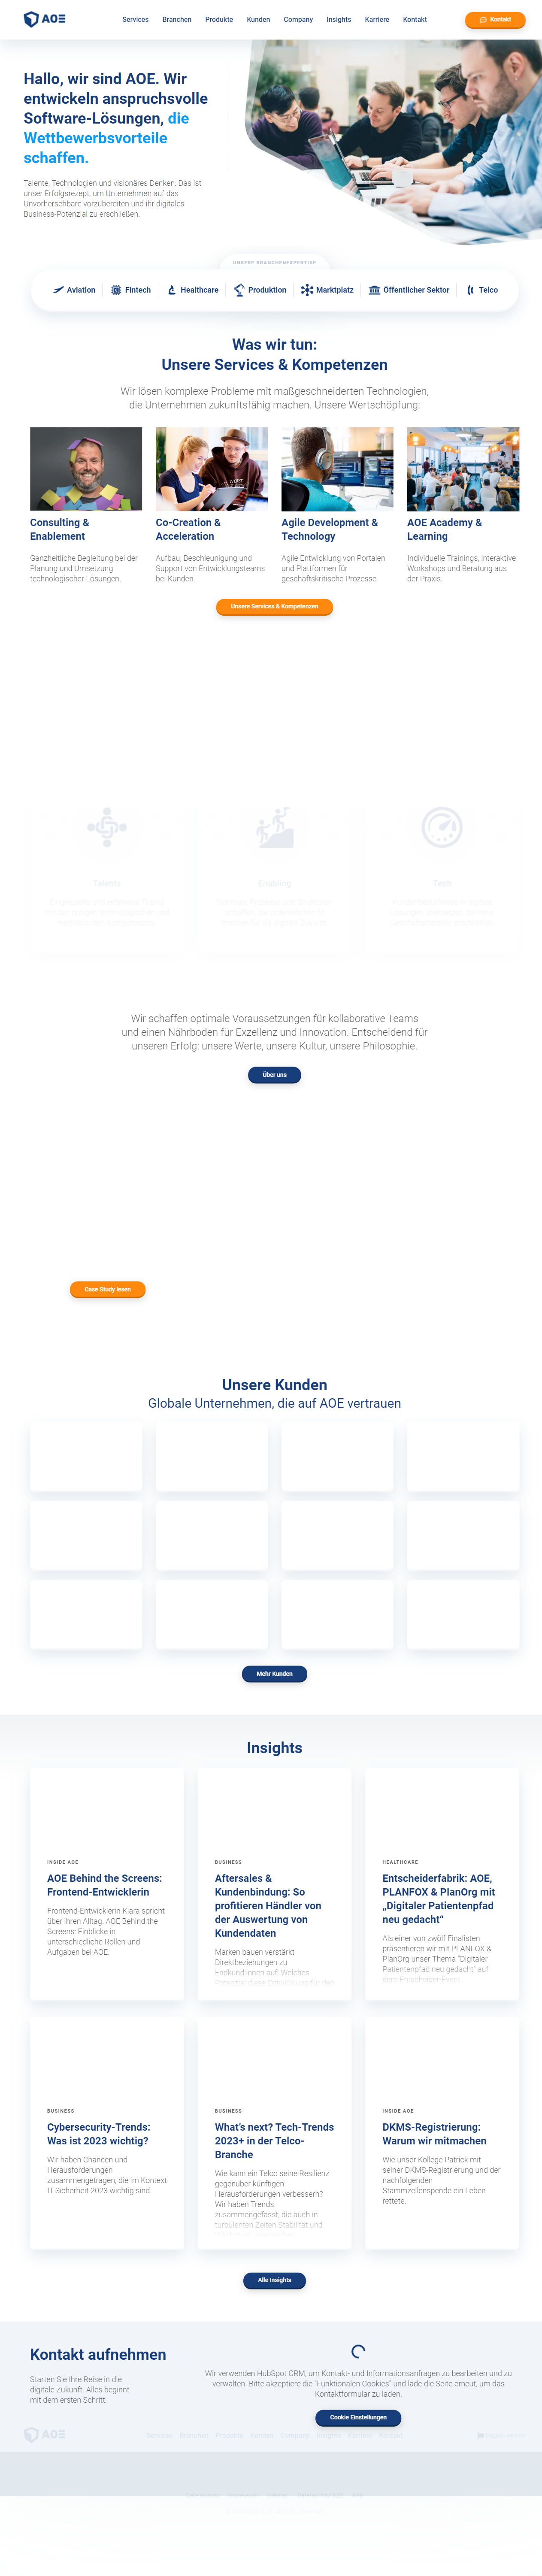 AOE
Services Branchen Produkte Kunden Company Insights Karriere Kontakt
Kontakt
Hallo, wir sind AOE. Wir
entwickeln anspruchsvolle
Software-Lösungen, die
Wettbewerbsvorteile
schaffen.
Talente, Technologien und visionäres Denken: Das ist
unser Erfolgsrezept, um Unternehmen auf das
Unvorhersehbare vorzubereiten und ihr digitales
Business-Potenzial zu erschließen.
UNSERE BRANCHENEXPERTISE
Aviation Fintech Healthcare Produktion Marktplatz Öffentlicher Sektor Telco
Was wir tun:
Unsere Services & Kompetenzen
Wir lösen komplexe Probleme mit maßgeschneiderten Technologien,
die Unternehmen zukunftsfähig machen. Unsere Wertschöpfung:
Consulting &
Enablement
Ganzheitliche Begleitung bei der
Planung und Umsetzung
technologischer Lösungen.
Co-Creation &
Acceleration
Aufbau, Beschleunigung und
Support von Entwicklungsteams
bei Kunden.
Agile Development &
Technology
Agile Entwicklung von Portalen
und Plattformen für
geschäftskritische Prozesse.
AOE Academy &
Learning
Individuelle Trainings, interaktive
Workshops und Beratung aus
der Praxis.
Unsere Services & Kompetenzen
Talents
Enabling
Tech
Wir schaffen optimale Voraussetzungen für kollaborative Teams
und einen Nährboden für Exzellenz und Innovation. Entscheidend für
unseren Erfolg: unsere Werte, unsere Kultur, unsere Philosophie.
Über uns
Case Study lesen
Unsere Kunden
Globale Unternehmen, die auf AOE vertrauen
Mehr Kunden
Insights
INSIDE AOE
AOE Behind the Screens:
Frontend-Entwicklerin
Frontend-Entwicklerin Klara spricht
über ihren Alltag. AOE Behind the
Screens: Einblicke in
unterschiedliche Rollen und
Aufgaben bei AOE.
BUSINESS
Aftersales &
Kundenbindung: So
profitieren Händler von
der Auswertung von
Kundendaten
Marken bauen verstärkt
Direktbeziehungen zu
Endkund:innen auf. Welches
Potenzial diese Entwicklung für den
HEALTHCARE
Entscheiderfabrik: AOE,
PLANFOX & PlanOrg mit
„Digitaler Patientenpfad
neu gedacht“
Als einer von zwölf Finalisten
präsentieren wir mit PLANFOX &
PlanOrg unser Thema "Digitaler
Patientenpfad neu gedacht" auf
dem Entscheider-Event
BUSINESS
Cybersecurity-Trends:
Was ist 2023 wichtig?
Wir haben Chancen und
Herausforderungen
zusammengetragen, die im Kontext
IT-Sicherheit 2023 wichtig sind.
BUSINESS
What’s next? Tech-Trends
2023+ in der Telco-
Branche
Wie kann ein Telco seine Resilienz
gegenüber künftigen
Herausforderungen verbessern?
Wir haben Trends
zusammengefasst, die auch in
turbulenten Zeiten Stabilität und
INSIDE AOE
DKMS-Registrierung:
Warum wir mitmachen
Wie unser Kollege Patrick mit
seiner DKMS-Registrierung und der
nachfolgenden
Stammzellenspende ein Leben
rettete.
Alle Insights
Kontakt aufnehmen
Starten Sie Ihre Reise in die
digitale Zukunft. Alles beginnt
mit dem ersten Schritt.
Wir verwenden HubSpot CRM, um Kontakt- und Informationsanfragen zu bearbeiten und zu
verwalten. Bitte akzeptiere die "Funktionalen Cookies" und lade die Seite erneut, um das
Kontaktformular zu laden.
Cookie Einstellungen
AOE
Services Branchen Produkte Kunden Company Insights Karriere Kontakt